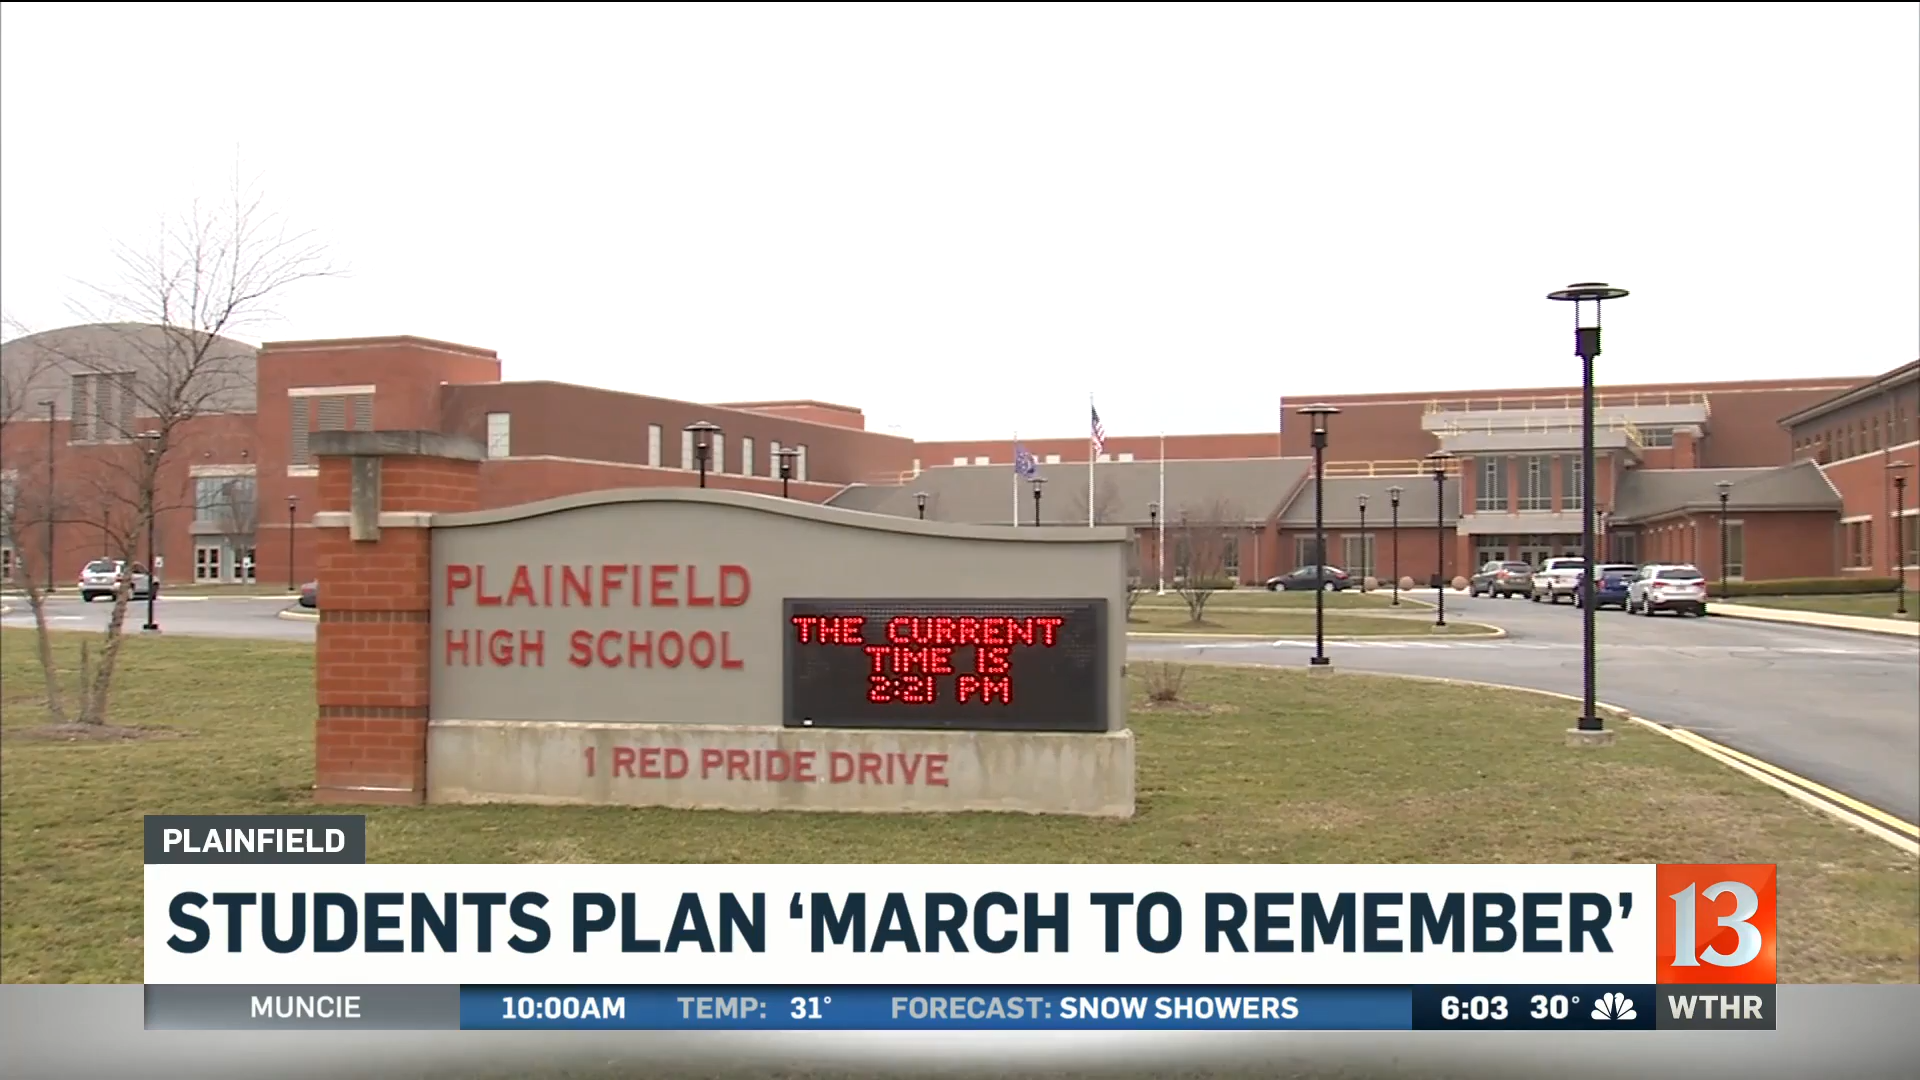 PLAINFIELD
HIGH SCHOOL
THE CURRENT
TIME IS
2:21 PM
1 RED PRIDE DRIVE
PLAINFIELD
STUDENTS PLAN ‘MARCH TO REMEMBER’
13
MUNCIE 10:00AM TEMP: 31° FORECAST: SNOW SHOWERS 6:03 30° WTHR